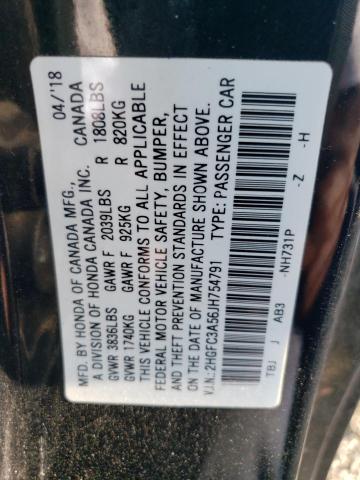 MFD. BY HONDA OF CANADA MFG., 04/'18
A DIVISION OF HONDA CANADA INC. CANADA
GVWR 3836LBS GAWR F 2039LBS R 1808LBS
GVWR 1740KG GAWR F 925KG R 820KG
THIS VEHICLE CONFORMS TO ALL APPLICABLE
FEDERAL MOTOR VEHICLE SAFETY, BUMPER,
AND THEFT PREVENTION STANDARDS IN EFFECT
ON THE DATE OF MANUFACTURE SHOWN ABOVE.
V.I.N.: 2HGFC3A56JH754791 TYPE: PASSENGER CAR
TBJ J AB3 -NH731P -Z -H